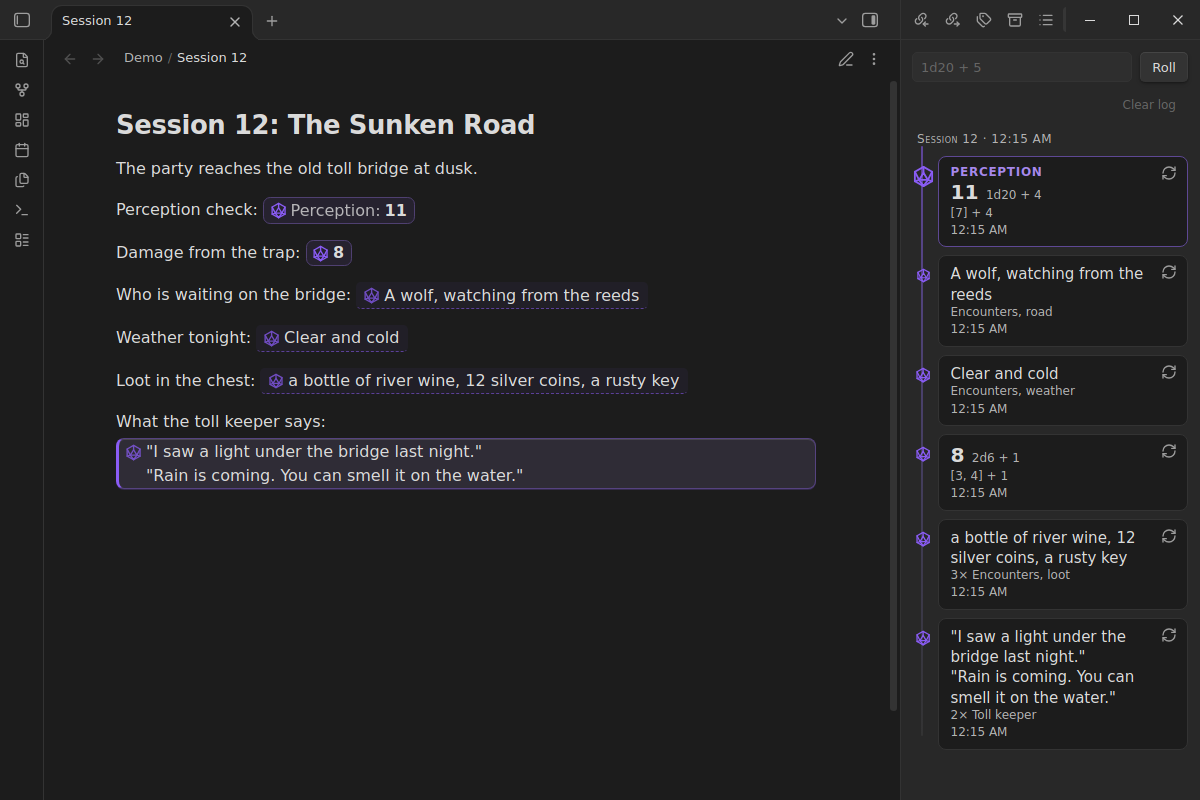 Session 12
Demo / Session 12
Session 12: The Sunken Road
The party reaches the old toll bridge at dusk.
Perception check: Perception: 11
Damage from the trap: 8
Who is waiting on the bridge: A wolf, watching from the reeds
Weather tonight: Clear and cold
Loot in the chest: a bottle of river wine, 12 silver coins, a rusty key
What the toll keeper says:
"I saw a light under the bridge last night."
"Rain is coming. You can smell it on the water."
1d20 + 5
Roll
Clear log
Session 12 · 12:15 AM
PERCEPTION
11 1d20 + 4
[7] + 4
12:15 AM
A wolf, watching from the
reeds
Encounters, road
12:15 AM
Clear and cold
Encounters, weather
12:15 AM
8 2d6 + 1
[3, 4] + 1
12:15 AM
a bottle of river wine, 12
silver coins, a rusty key
3× Encounters, loot
12:15 AM
"I saw a light under the
bridge last night."
"Rain is coming. You can
smell it on the water."
2× Toll keeper
12:15 AM